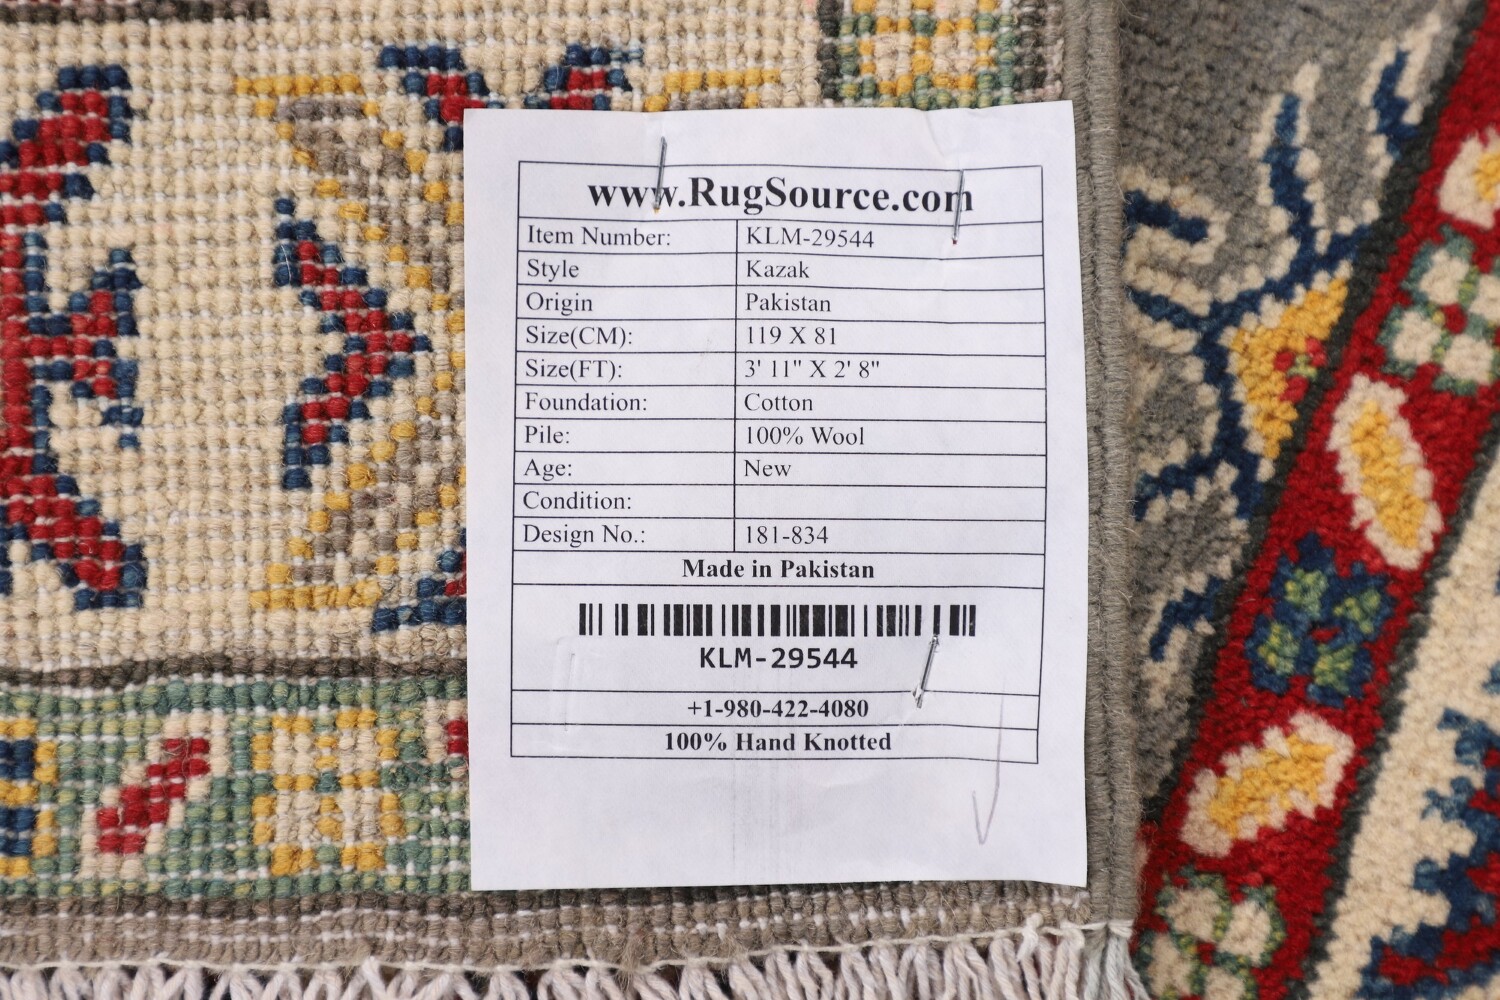 www.RugSource.com
Item Number: KLM-29544
Style Kazak
Origin Pakistan
Size(CM): 119 X 81
Size(FT): 3' 11" X 2' 8"
Foundation: Cotton
Pile: 100% Wool
Age: New
Condition:
Design No.: 181-834
Made in Pakistan
KLM-29544
+1-980-422-4080
100% Hand Knotted